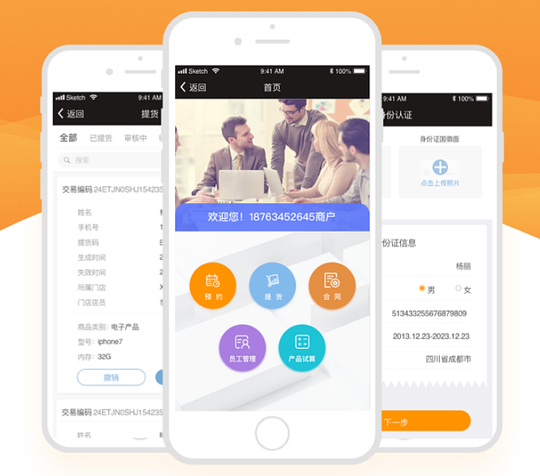 Sketch
9:41 AM
返回
提货
全部
已提货
审核中
搜索
交易编码 24ETJN0SHJ15423
姓名
手机号
提货码
生成时间
2
失效时间
2
所属门店
门店店员
商品类别: 电子产品
型号: iphone7
内存: 32G
撤销
交易编码 24ETJN0SHJ15423
姓名
Sketch
9:41 AM
100%
返回
首页
欢迎您！18763452645商户
预 约
提 货
合 同
员工管理
产品试算
9:41 AM
100%
份认证
身份证国徽面
点击上传照片
份证信息
杨丽
男
女
513433255676879809
2013.12.23-2023.12.23
四川省成都市
下一步